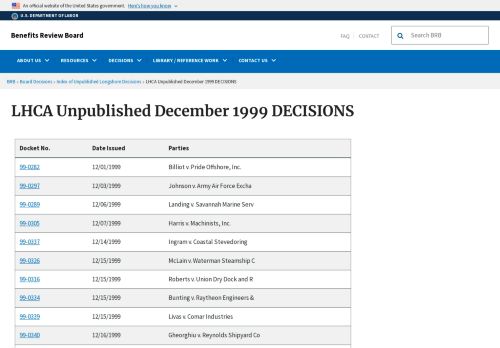 An official website of the United States government. Here's how you know
U.S. DEPARTMENT OF LABOR
Benefits Review Board
FAQ CONTACT
Search BRB
ABOUT US RESOURCES DECISIONS LIBRARY / REFERENCE WORK CONTACT US
BRB › Board Decisions › Index of Unpublished Longshore Decisions › LHCA Unpublished December 1999 DECISIONS
LHCA Unpublished December 1999 DECISIONS
Docket No. Date Issued Parties
99-0282 12/01/1999 Billiot v. Pride Offshore, Inc.
99-0297 12/03/1999 Johnson v. Army Air Force Excha
99-0289 12/06/1999 Landing v. Savannah Marine Serv
99-0305 12/07/1999 Harris v. Machinists, Inc.
99-0337 12/14/1999 Ingram v. Coastal Stevedoring
99-0326 12/15/1999 McLain v. Waterman Steamship C
99-0316 12/15/1999 Roberts v. Union Dry Dock and R
99-0334 12/15/1999 Bunting v. Raytheon Engineers &
99-0339 12/15/1999 Livas v. Comar Industries
99-0340 12/16/1999 Gheorghiu v. Reynolds Shipyard Co